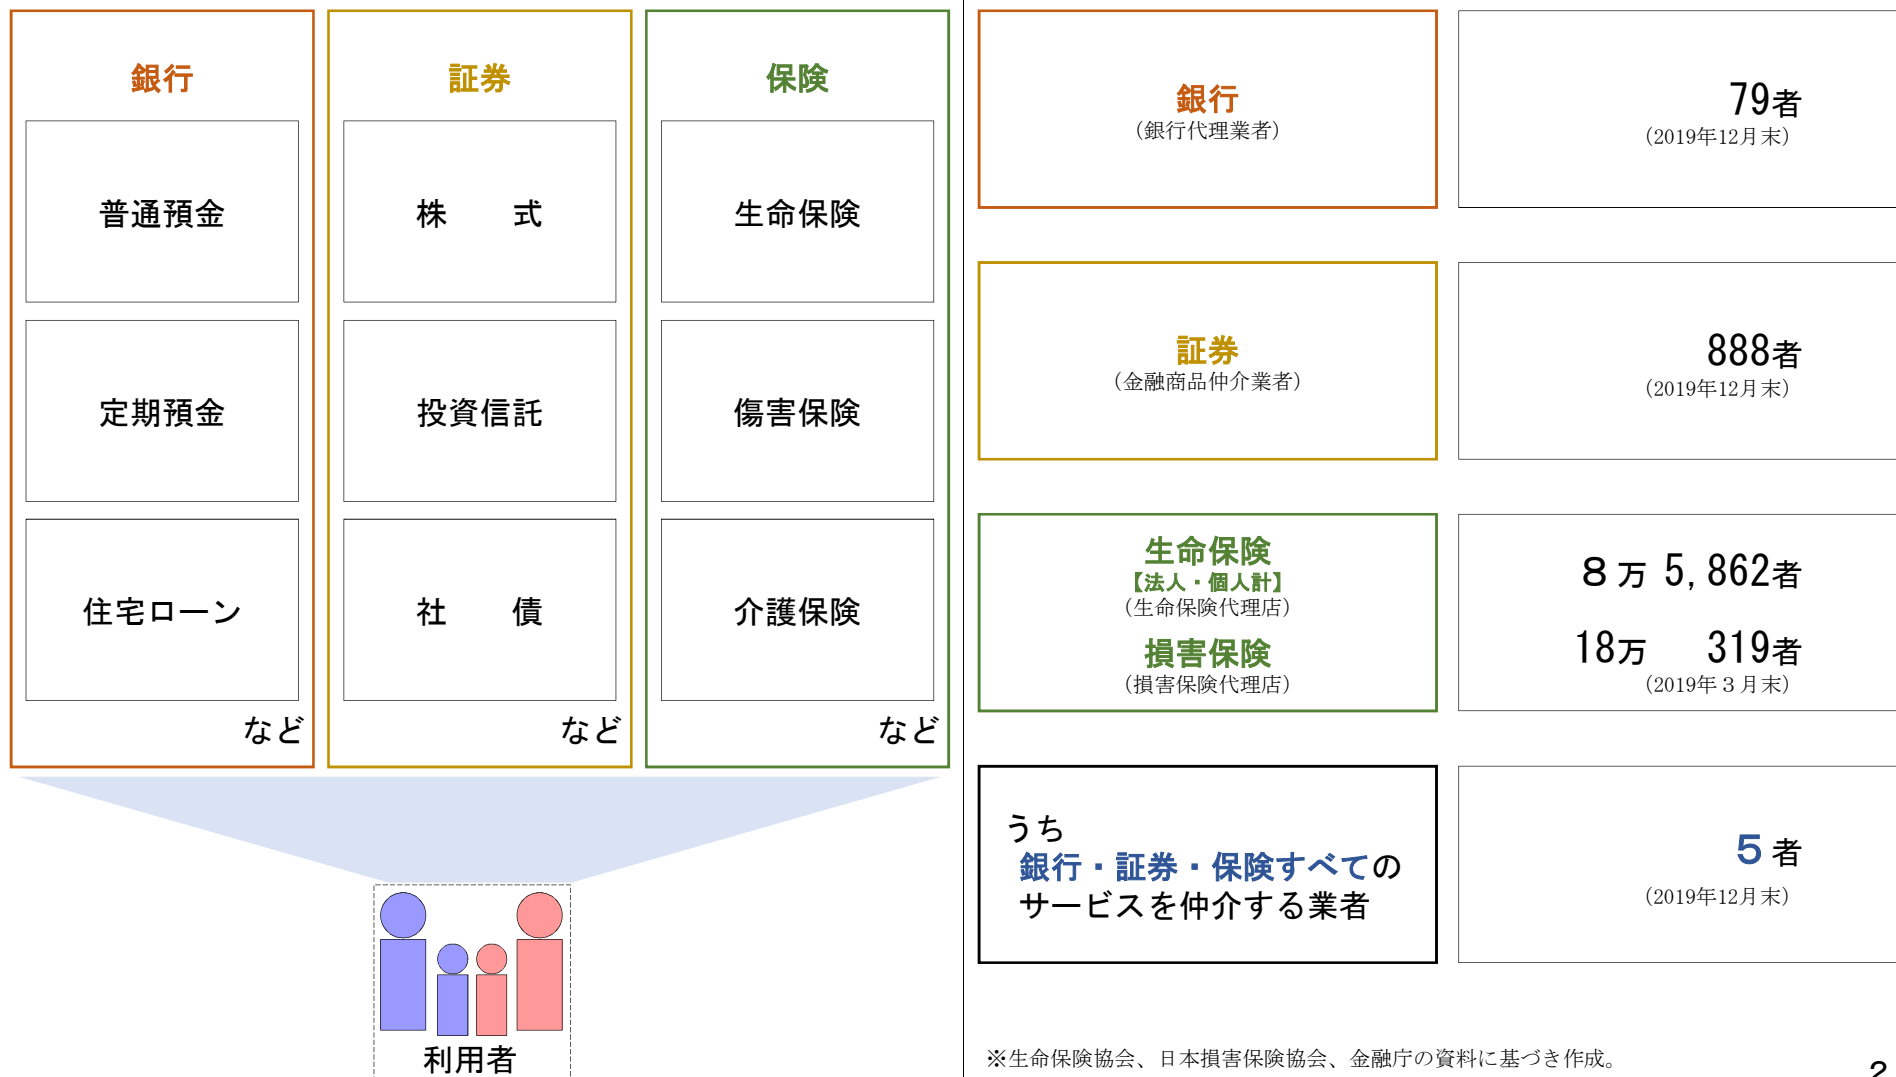 銀行
普通預金
定期預金
住宅ローン
など
証券
株　　式
投資信託
社　　債
など
保険
生命保険
傷害保険
介護保険
など
利用者
銀行
（銀行代理業者）
79者
（2019年12月末）
証券
（金融商品仲介業者）
888者
（2019年12月末）
生命保険
【法人・個人計】
（生命保険代理店）
８万 5,862者
損害保険
（損害保険代理店）
18万　319者
（2019年３月末）
うち
銀行・証券・保険すべての
サービスを仲介する業者
５者
（2019年12月末）
※生命保険協会、日本損害保険協会、金融庁の資料に基づき作成。
2